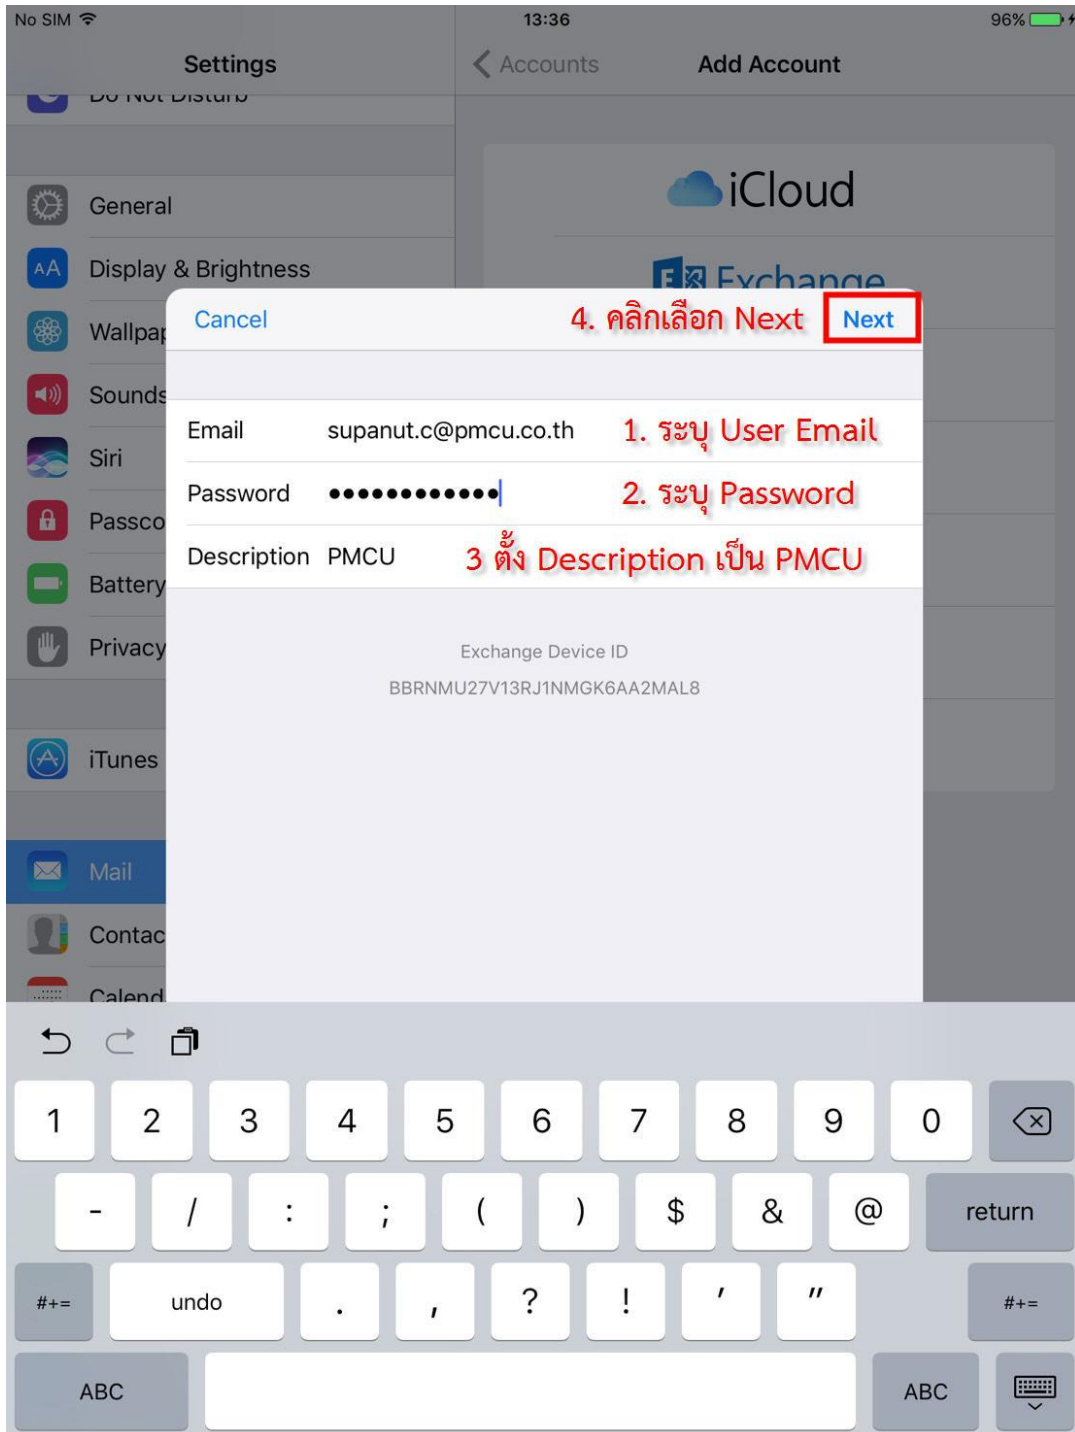 No SIM 13:36 96%
Settings
Accounts
Add Account
Do Not Disturb
General
Display & Brightness
Wallpap
Sounds
Siri
Passco
Battery
Privacy
iTunes
Mail
Contac
Calend
iCloud
Exchange
Cancel
4. คลิกเลือก Next
Next
Email supanut.c@pmcu.co.th 1. ระบุ User Email
Password ●●●●●●●●●●●● 2. ระบุ Password
Description PMCU 3 ตั้ง Description เป็น PMCU
Exchange Device ID
BBRNMU27V13RJ1NMGK6AA2MAL8
1 2 3 4 5 6 7 8 9 0
- / : ; ( ) $ & @ return
#+= undo . , ? ! ' " #+=
ABC ABC